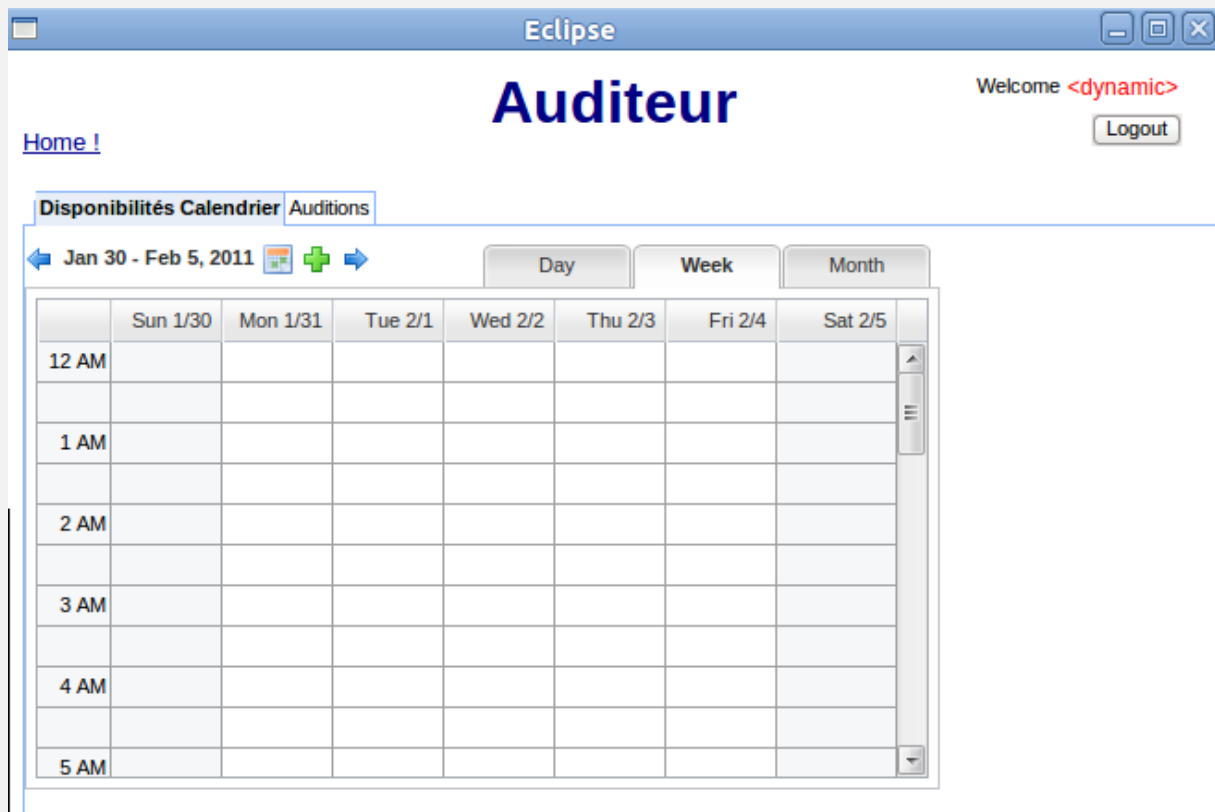 Eclipse
Auditeur
Welcome <dynamic>
Logout
Home !
Disponibilités Calendrier Auditions
Jan 30 - Feb 5, 2011
Day Week Month
Sun 1/30 Mon 1/31 Tue 2/1 Wed 2/2 Thu 2/3 Fri 2/4 Sat 2/5
12 AM
1 AM
2 AM
3 AM
4 AM
5 AM